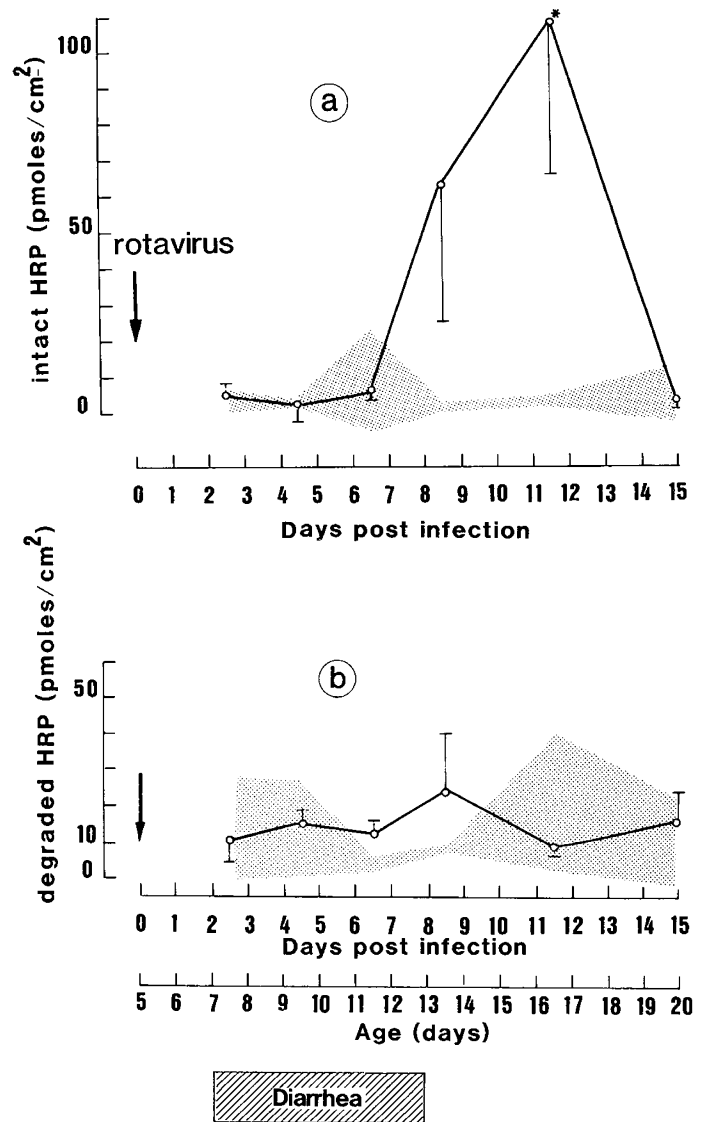 intact HRP (pmoles/cm²)
100
50
0
*
a
rotavirus
0 1 2 3 4 5 6 7 8 9 10 11 12 13 14 15
Days post infection
degraded HRP (pmoles/cm²)
50
10
0
b
0 1 2 3 4 5 6 7 8 9 10 11 12 13 14 15
Days post infection
5 6 7 8 9 10 11 12 13 14 15 16 17 18 19 20
Age (days)
Diarrhea